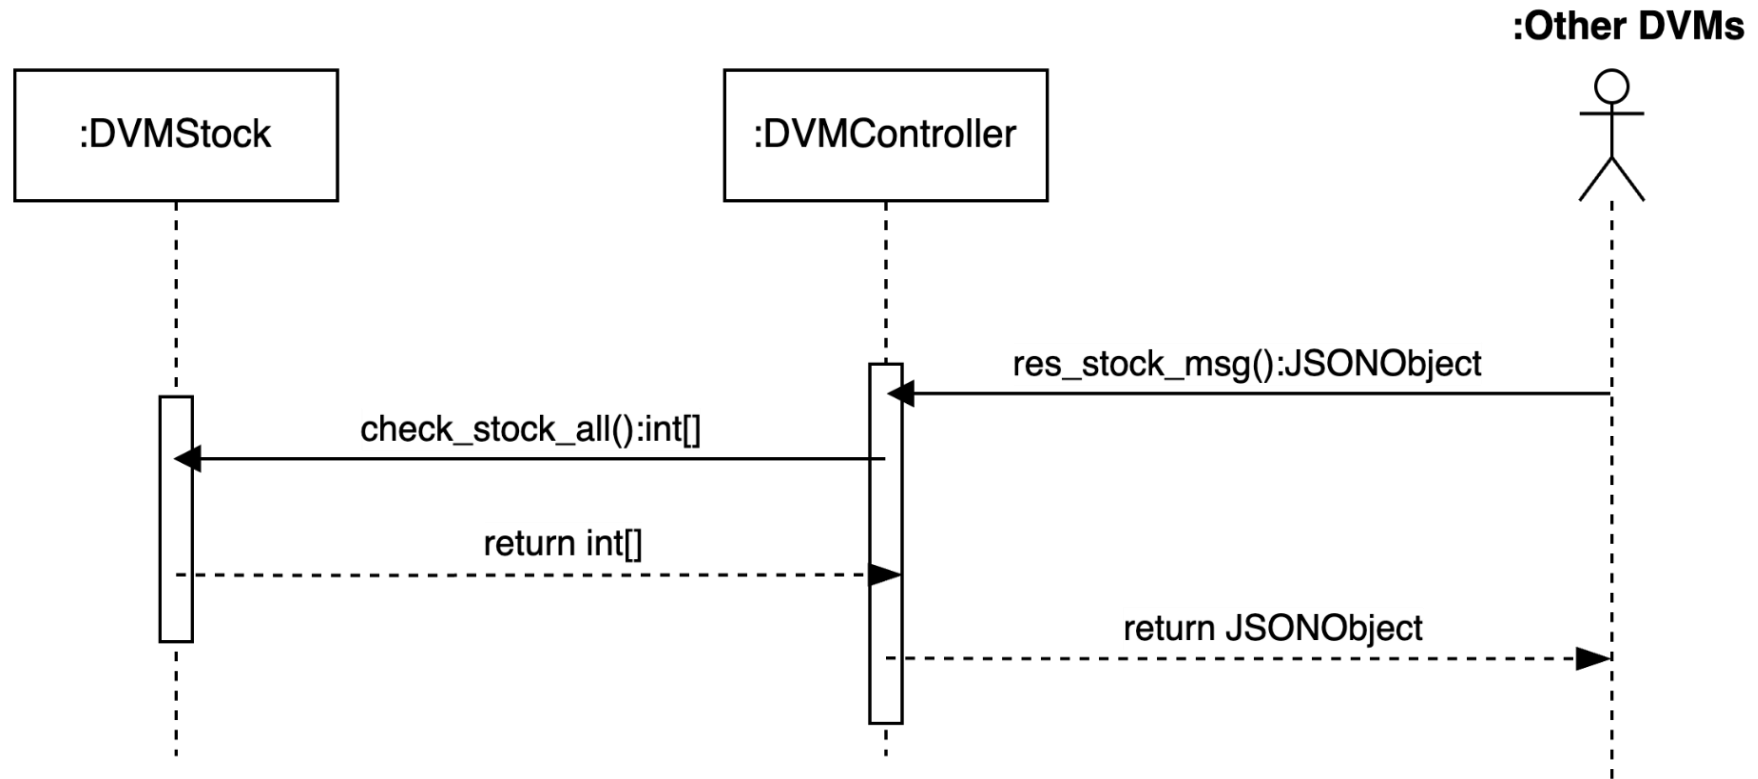 :Other DVMs
:DVMStock
:DVMController
res_stock_msg():JSONObject
check_stock_all():int[]
return int[]
return JSONObject